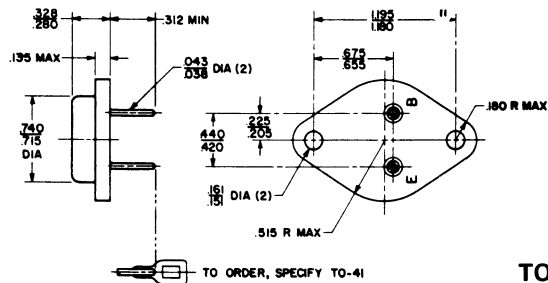 .328
.280
.312 MIN
1.195
1.180
"
.135 MAX
.043
.038 DIA (2)
.675
.655
.740
.715
DIA
.440
.420
.225
.205
B
E
.180 R MAX
.161
.151 DIA (2)
.515 R MAX
TO ORDER, SPECIFY TO-41
TO